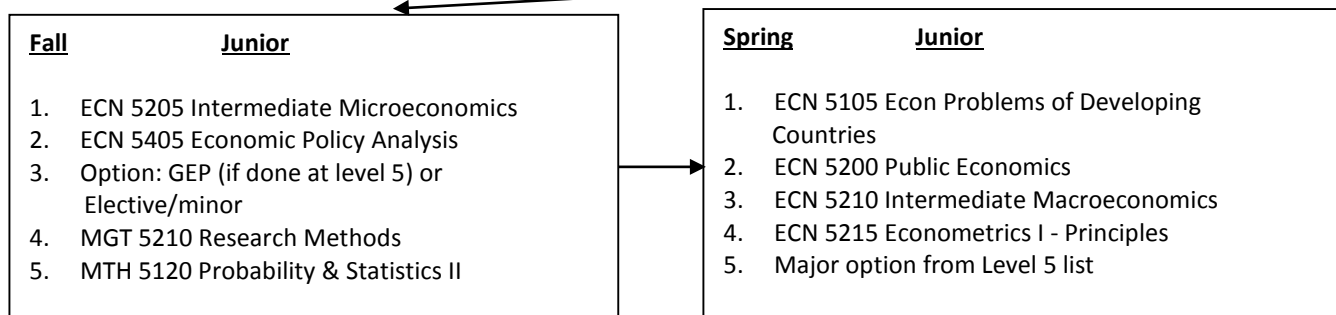 Fall Junior
1. ECN 5205 Intermediate Microeconomics
2. ECN 5405 Economic Policy Analysis
3. Option: GEP (if done at level 5) or
Elective/minor
4. MGT 5210 Research Methods
5. MTH 5120 Probability & Statistics II
Spring Junior
1. ECN 5105 Econ Problems of Developing
Countries
2. ECN 5200 Public Economics
3. ECN 5210 Intermediate Macroeconomics
4. ECN 5215 Econometrics I - Principles
5. Major option from Level 5 list